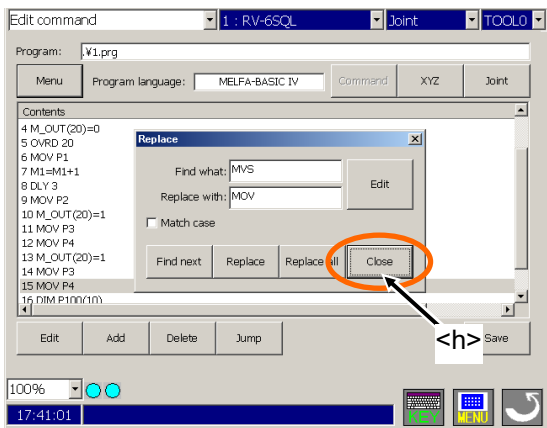 Edit command 1 : RV-6SQL Joint TOOL0
Program: .¥1.prg
Menu Program language: MELFA-BASIC IV Command XYZ Joint
Contents
4 M_OUT(20)=0
5 OVRD 20
6 MOV P1
7 M1=M1+1
8 DLY 3
9 MOV P2
10 M_OUT(20)=1
11 MOV P3
12 MOV P4
13 M_OUT(20)=1
14 MOV P3
15 MOV P4
16 DIM P100(10)
Replace
Find what: MVS
Replace with: MOV
Edit
Match case
Find next Replace Replace all Close
<h>
Edit Add Delete Jump Save
100%
17:41:01 KEY MENU